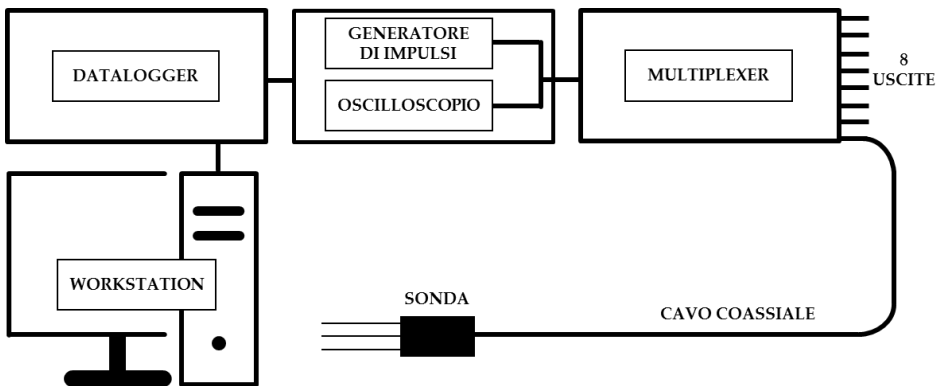 DATALOGGER
GENERATORE
DI IMPULSI
OSCILLOSCOPIO
MULTIPLEXER
8
USCITE
WORKSTATION
SONDA
CAVO COASSIALE